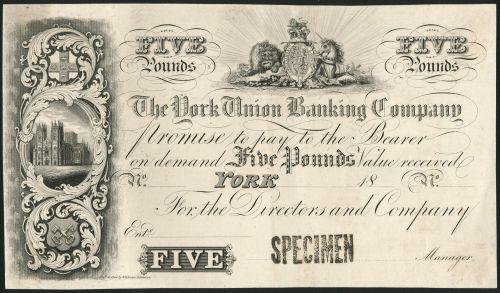 FIVE FIVE
Pounds Pounds
The York Union Banking Company
promise to pay to the Bearer
on demand Five Pounds Value received
No. YORK 18 No.
For the Directors and Company
Entd.
FIVE SPECIMEN Manager.